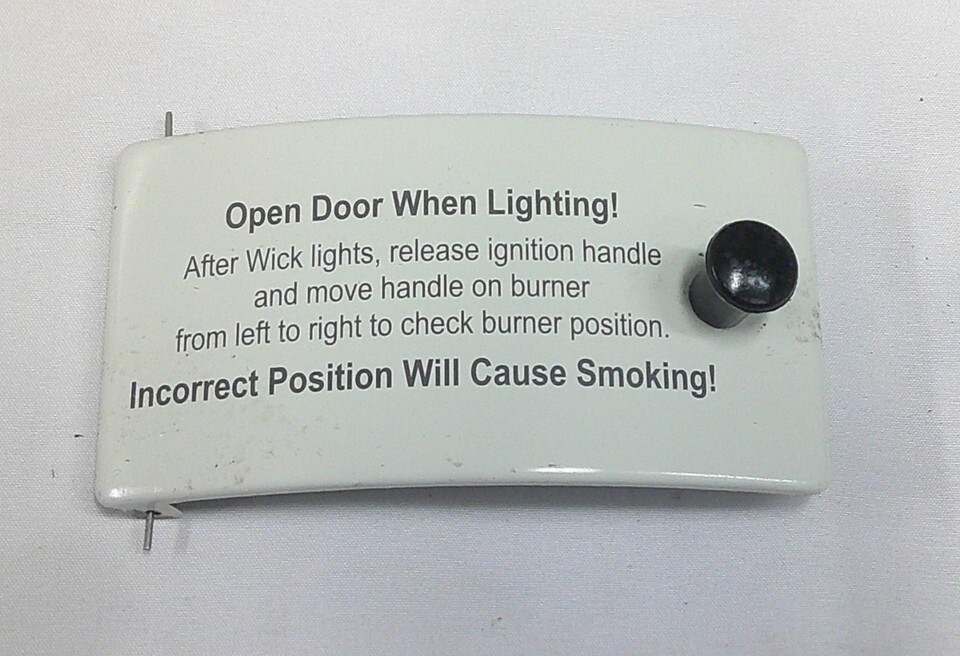 Open Door When Lighting!
After Wick lights, release ignition handle
and move handle on burner
from left to right to check burner position.
Incorrect Position Will Cause Smoking!